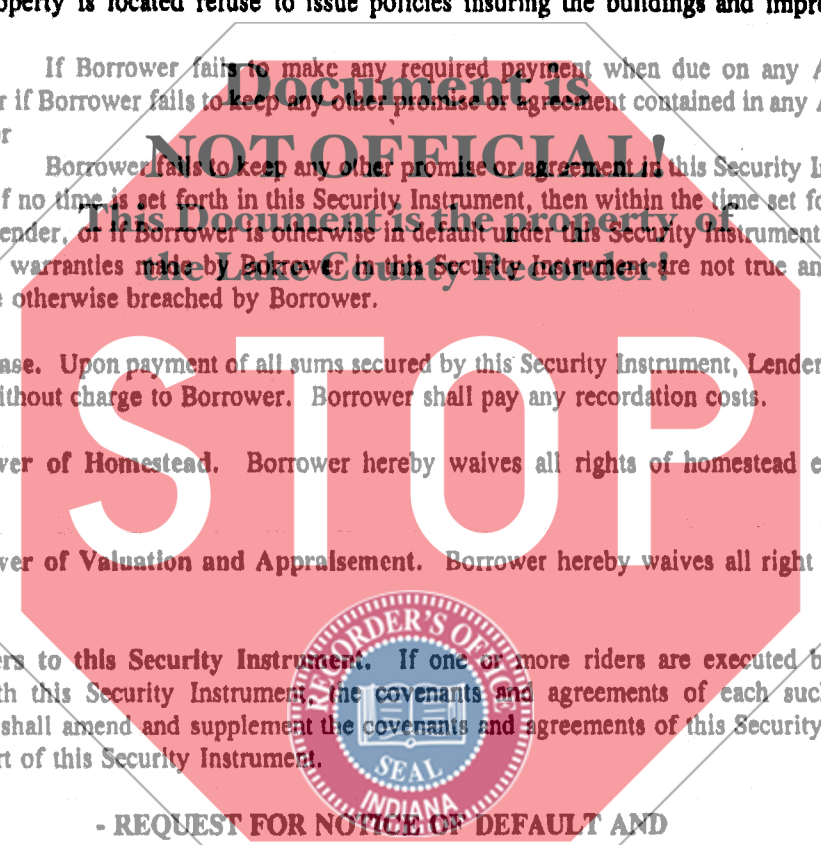 operty is located refuse to issue policies insuring the buildings and impro
If Borrower fails to make any required payment when due on any A
r if Borrower fails to keep any other promise or agreement contained in any A
or
Borrower fails to keep any other promise or agreement in this Security I
f no time is set forth in this Security Instrument, then within the time set fo
ender, or if Borrower is otherwise in default under this Security Instrument
warranties made by Borrower in this Security Instrument are not true an
e otherwise breached by Borrower.
Document is
NOT OFFICIAL!
This Document is the property of
the Lake County Recorder!
ase. Upon payment of all sums secured by this Security Instrument, Lender
ithout charge to Borrower. Borrower shall pay any recordation costs.
STOP
ver of Homestead. Borrower hereby waives all rights of homestead e
ver of Valuation and Appraisement. Borrower hereby waives all right
ers to this Security Instrument. If one or more riders are executed b
th this Security Instrument, the covenants and agreements of each suc
shall amend and supplement the covenants and agreements of this Security
rt of this Security Instrument.
RECORDER'S OFFICE
SEAL
INDIANA
- REQUEST FOR NOTICE OF DEFAULT AND